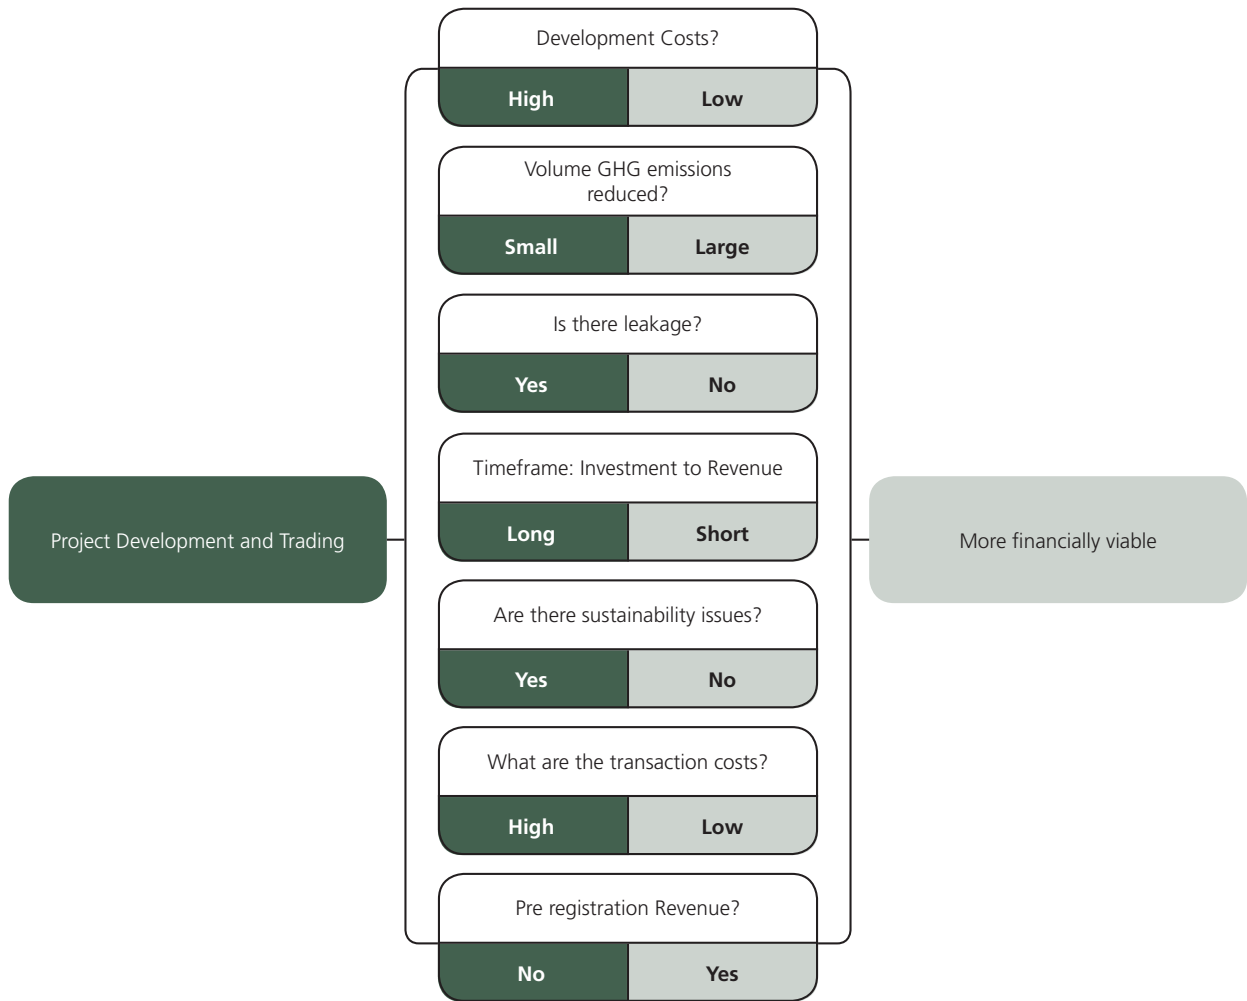 Development Costs?
High
Low
Volume GHG emissions
reduced?
Small
Large
Is there leakage?
Yes
No
Timeframe: Investment to Revenue
Long
Short
Project Development and Trading
More financially viable
Are there sustainability issues?
Yes
No
What are the transaction costs?
High
Low
Pre registration Revenue?
No
Yes